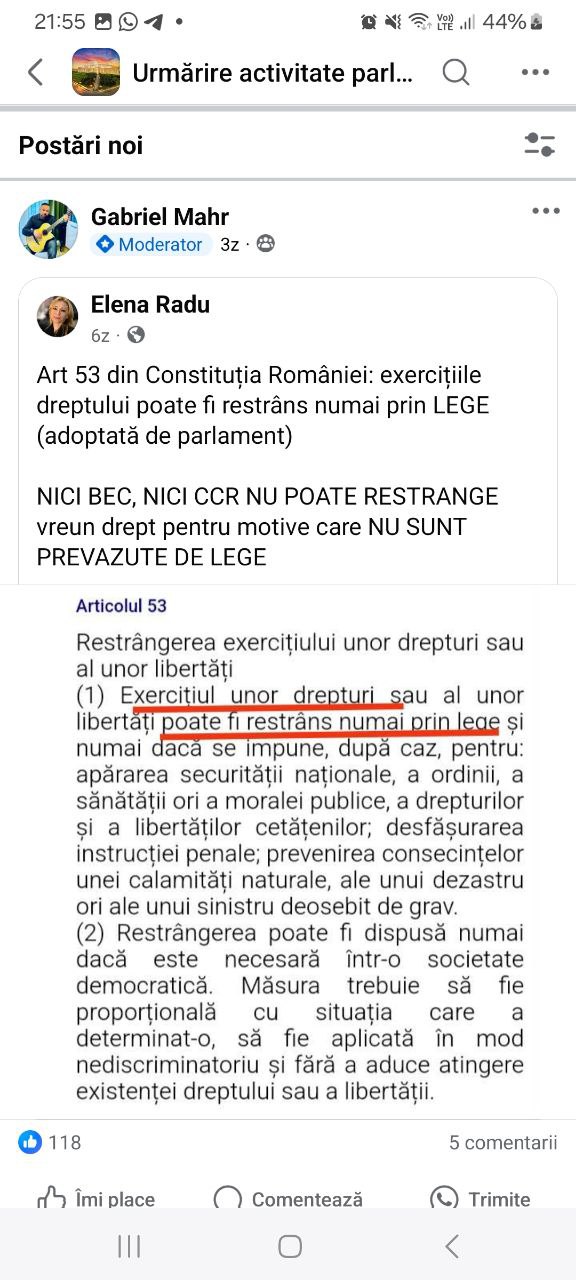 21:55
Vo))
LTE
44%
Urmărire activitate parl...
Postări noi
Gabriel Mahr
Moderator 3z ·
Elena Radu
6z ·
Art 53 din Constituția României: exercițiile
dreptului poate fi restrâns numai prin LEGE
(adoptată de parlament)
NICI BEC, NICI CCR NU POATE RESTRANGE
vreun drept pentru motive care NU SUNT
PREVAZUTE DE LEGE
Articolul 53
Restrângerea exercițiului unor drepturi sau
al unor libertăți
(1) Exercițiul unor drepturi sau al unor
libertăți poate fi restrâns numai prin lege și
numai dacă se impune, după caz, pentru:
apărarea securității naționale, a ordinii, a
sănătății ori a moralei publice, a drepturilor
și a libertăților cetățenilor; desfășurarea
instrucției penale; prevenirea consecințelor
unei calamități naturale, ale unui dezastru
ori ale unui sinistru deosebit de grav.
(2) Restrângerea poate fi dispusă numai
dacă este necesară într-o societate
democratică. Măsura trebuie să fie
proporțională cu situația care a
determinat-o, să fie aplicată în mod
nediscriminatoriu și fără a aduce atingere
existenței dreptului sau a libertății.
118
5 comentarii
Îmi place
Comentează
Trimite